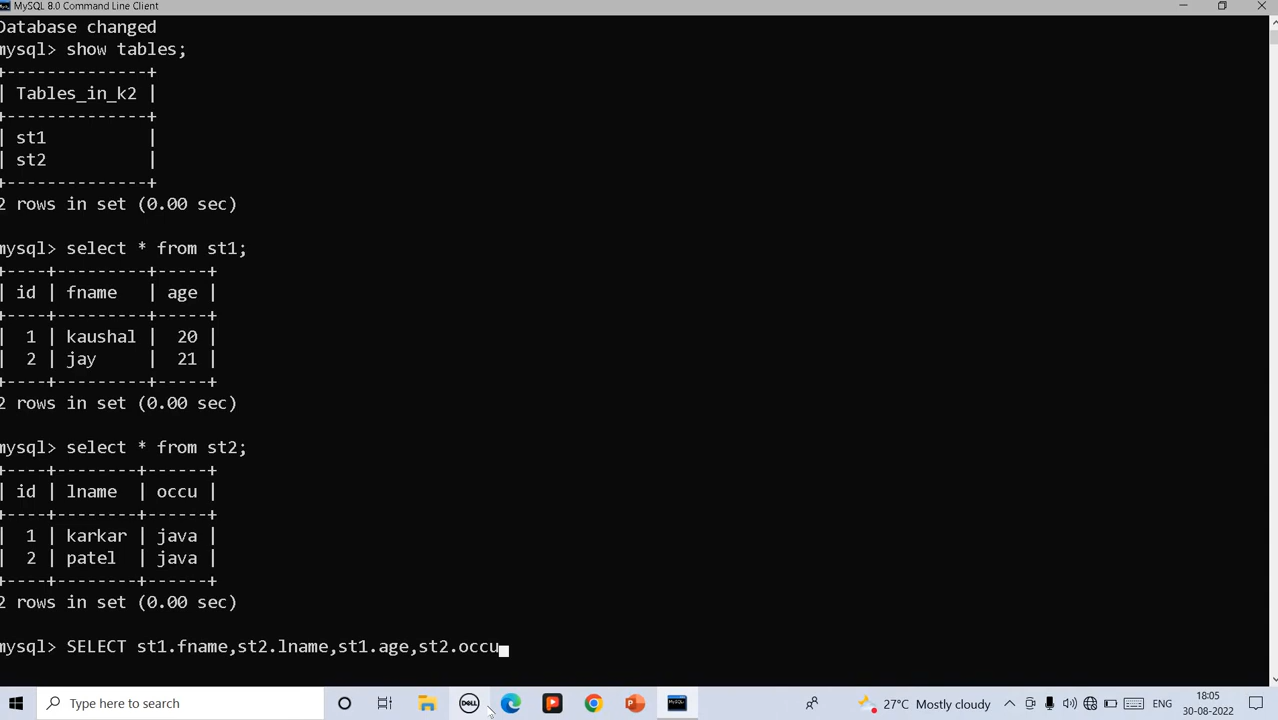 MySQL 8.0 Command Line Client
Database changed
mysql> show tables;
+--------------+
| Tables_in_k2 |
+--------------+
| st1          |
| st2          |
+--------------+
2 rows in set (0.00 sec)
mysql> select * from st1;
+----+---------+-----+
| id | fname   | age |
+----+---------+-----+
|  1 | kaushal |  20 |
|  2 | jay     |  21 |
+----+---------+-----+
2 rows in set (0.00 sec)
mysql> select * from st2;
+----+--------+------+
| id | lname  | occu |
+----+--------+------+
|  1 | karkar | java |
|  2 | patel  | java |
+----+--------+------+
2 rows in set (0.00 sec)
mysql> SELECT st1.fname,st2.lname,st1.age,st2.occu
Type here to search
DELL
27°C Mostly cloudy
ENG
18:05
30-08-2022